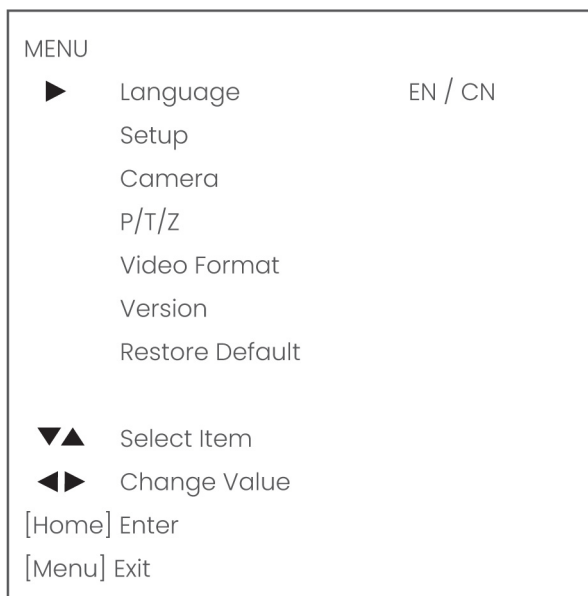 MENU
▶ Language EN / CN
Setup
Camera
P/T/Z
Video Format
Version
Restore Default
▼▲ Select Item
◀▶ Change Value
[Home] Enter
[Menu] Exit